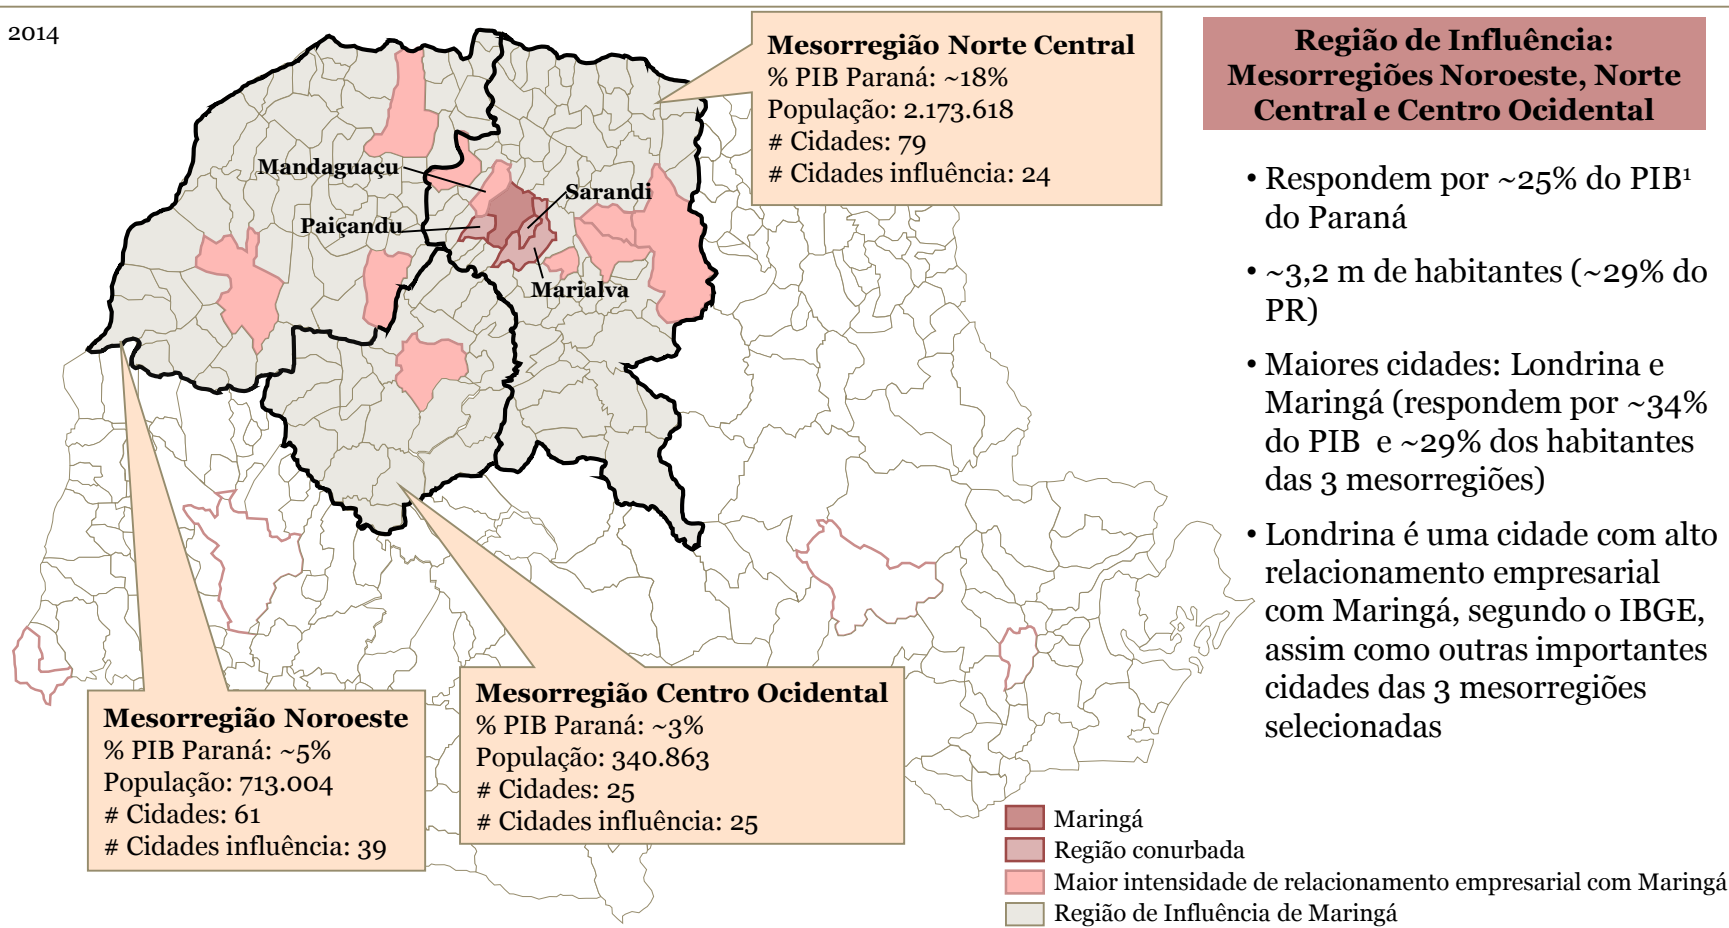 2014
Mesorregião Norte Central
% PIB Paraná: ~18%
População: 2.173.618
# Cidades: 79
# Cidades influência: 24
Mandaguaçu
Sarandi
Paiçandu
Marialva
Mesorregião Noroeste
% PIB Paraná: ~5%
População: 713.004
# Cidades: 61
# Cidades influência: 39
Mesorregião Centro Ocidental
% PIB Paraná: ~3%
População: 340.863
# Cidades: 25
# Cidades influência: 25
Região de Influência:
Mesorregiões Noroeste, Norte
Central e Centro Ocidental
• Respondem por ~25% do PIB¹
do Paraná
• ~3,2 m de habitantes (~29% do
PR)
• Maiores cidades: Londrina e
Maringá (respondem por ~34%
do PIB e ~29% dos habitantes
das 3 mesorregiões)
• Londrina é uma cidade com alto
relacionamento empresarial
com Maringá, segundo o IBGE,
assim como outras importantes
cidades das 3 mesorregiões
selecionadas
Maringá
Região conurbada
Maior intensidade de relacionamento empresarial com Maringá
Região de Influência de Maringá